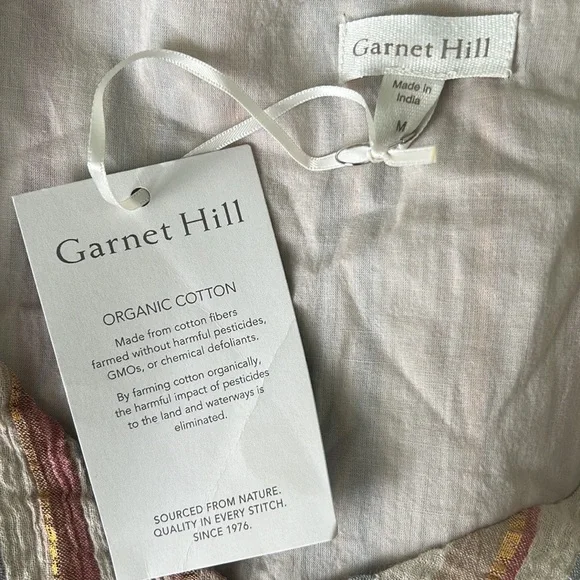 Garnet Hill
Made in
India
M
Garnet Hill
ORGANIC COTTON
Made from cotton fibers
farmed without harmful pesticides,
GMOs, or chemical defoliants.
By farming cotton organically,
the harmful impact of pesticides
to the land and waterways is
eliminated.
SOURCED FROM NATURE.
QUALITY IN EVERY STITCH.
SINCE 1976.